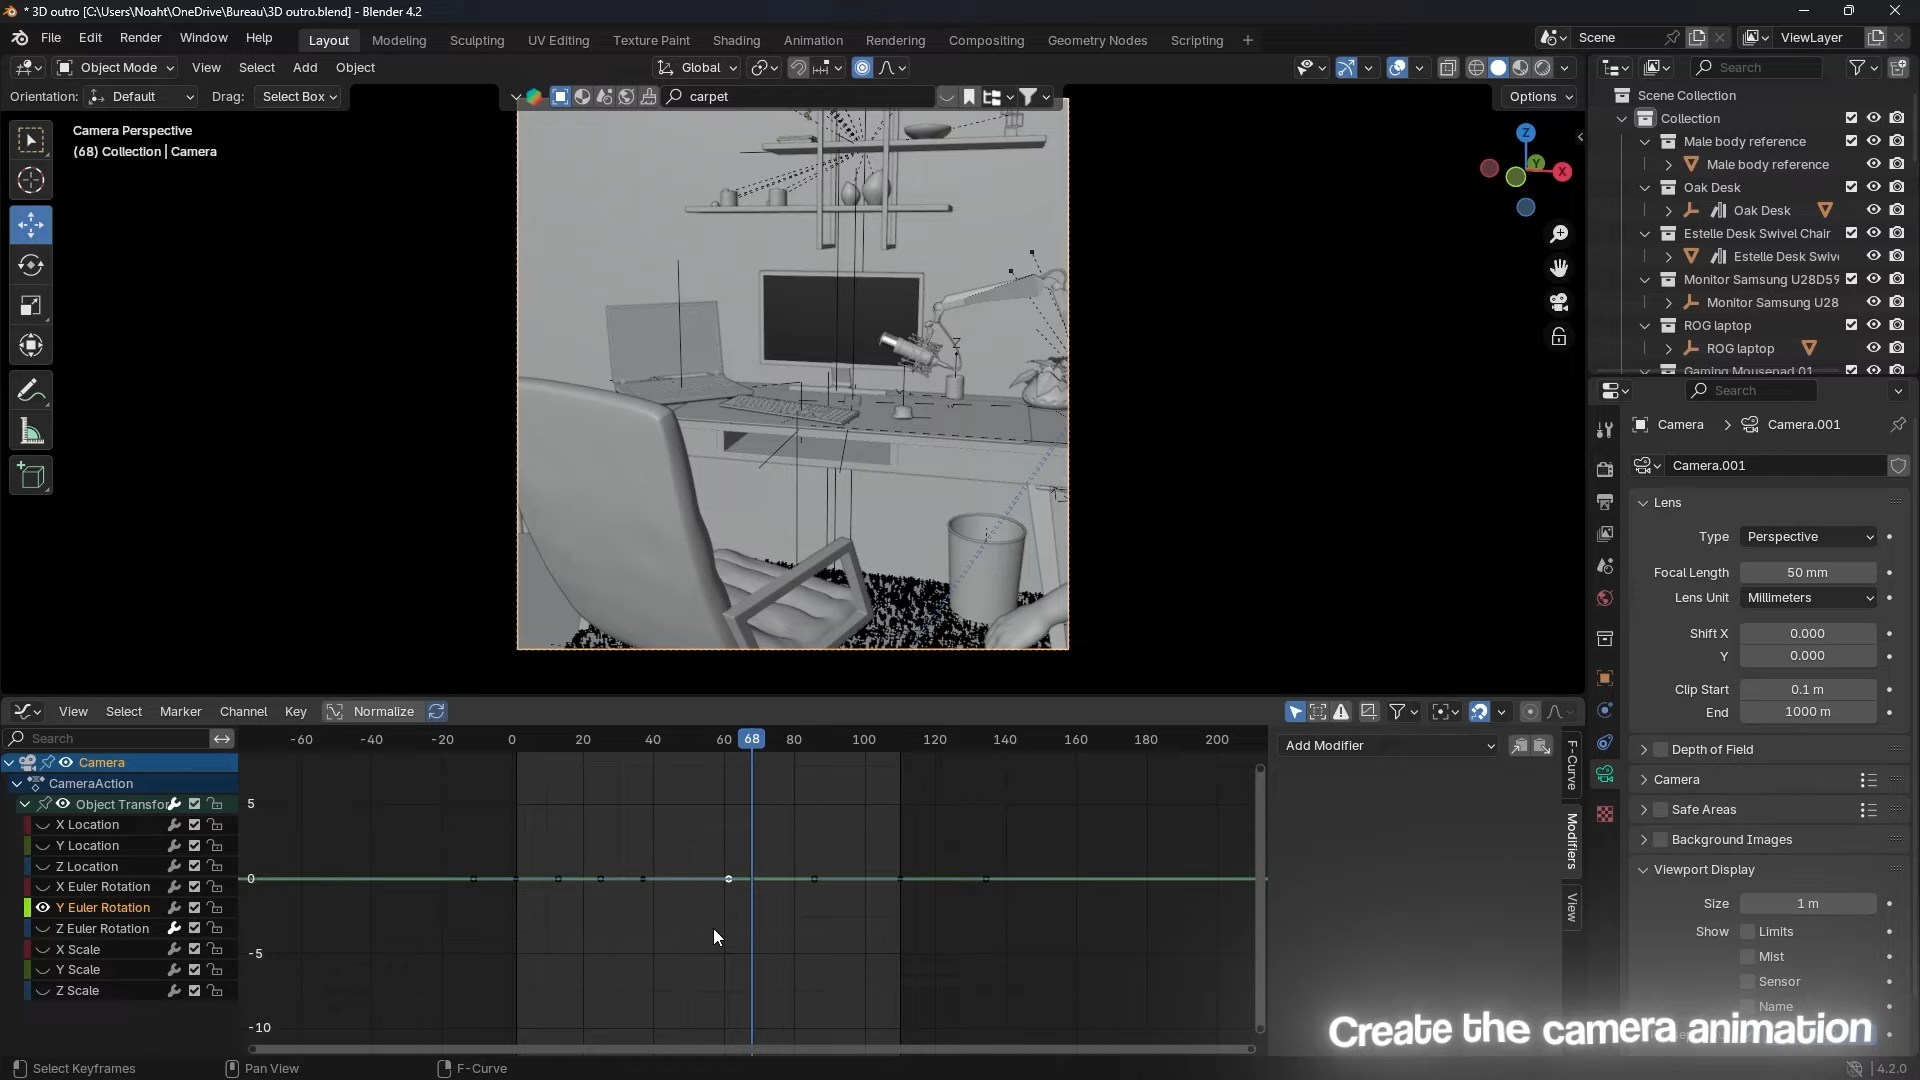 * 3D outro [C:\Users\Noaht\OneDrive\Bureau\3D outro.blend] - Blender 4.2
File Edit Render Window Help
Layout Modeling Sculpting UV Editing Texture Paint Shading Animation Rendering Compositing Geometry Nodes Scripting +
Scene
ViewLayer
Object Mode View Select Add Object
Global
Search
Orientation: Default Drag: Select Box
carpet
Options
Camera Perspective
(68) Collection | Camera
Z
Y
X
Z
Scene Collection
Collection
Male body reference
Male body reference
Oak Desk
Oak Desk
Estelle Desk Swivel Chair
Estelle Desk Swive
Monitor Samsung U28D59
Monitor Samsung U28
ROG laptop
ROG laptop
Gaming Mousepad 01
Search
Camera > Camera.001
Camera.001
Lens
Type Perspective
Focal Length 50 mm
Lens Unit Millimeters
Shift X 0.000
Y 0.000
Clip Start 0.1 m
End 1000 m
Depth of Field
Camera
Safe Areas
Background Images
Viewport Display
Size 1 m
Show Limits
Mist
Sensor
Name
View Select Marker Channel Key Normalize
Search
-60 -40 -20 0 20 40 60 68 80 100 120 140 160 180 200
Camera
CameraAction
Object Transfor
X Location
Y Location
Z Location
X Euler Rotation
Y Euler Rotation
Z Euler Rotation
X Scale
Y Scale
Z Scale
5
0
-5
-10
Add Modifier
F-Curve
Modifiers
View
Create the camera animation
Select Keyframes Pan View F-Curve
4.2.0